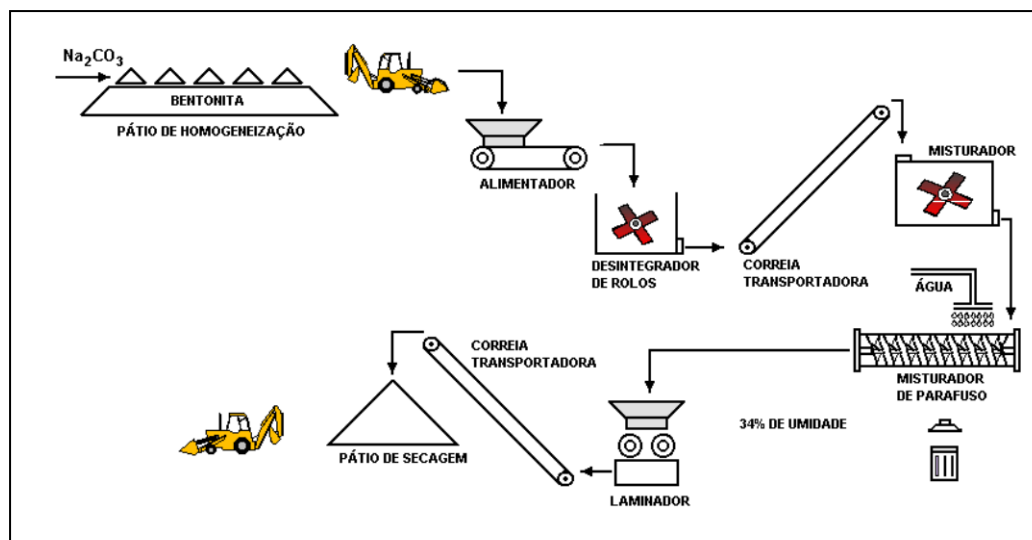 Na₂CO₃
BENTONITA
PÁTIO DE HOMOGENEIZAÇÃO
ALIMENTADOR
DESINTEGRADOR
DE ROLOS
CORREIA
TRANSPORTADORA
MISTURADOR
ÁGUA
MISTURADOR
DE PARAFUSO
34% DE UMIDADE
LAMINADOR
CORREIA
TRANSPORTADORA
PÁTIO DE SECAGEM